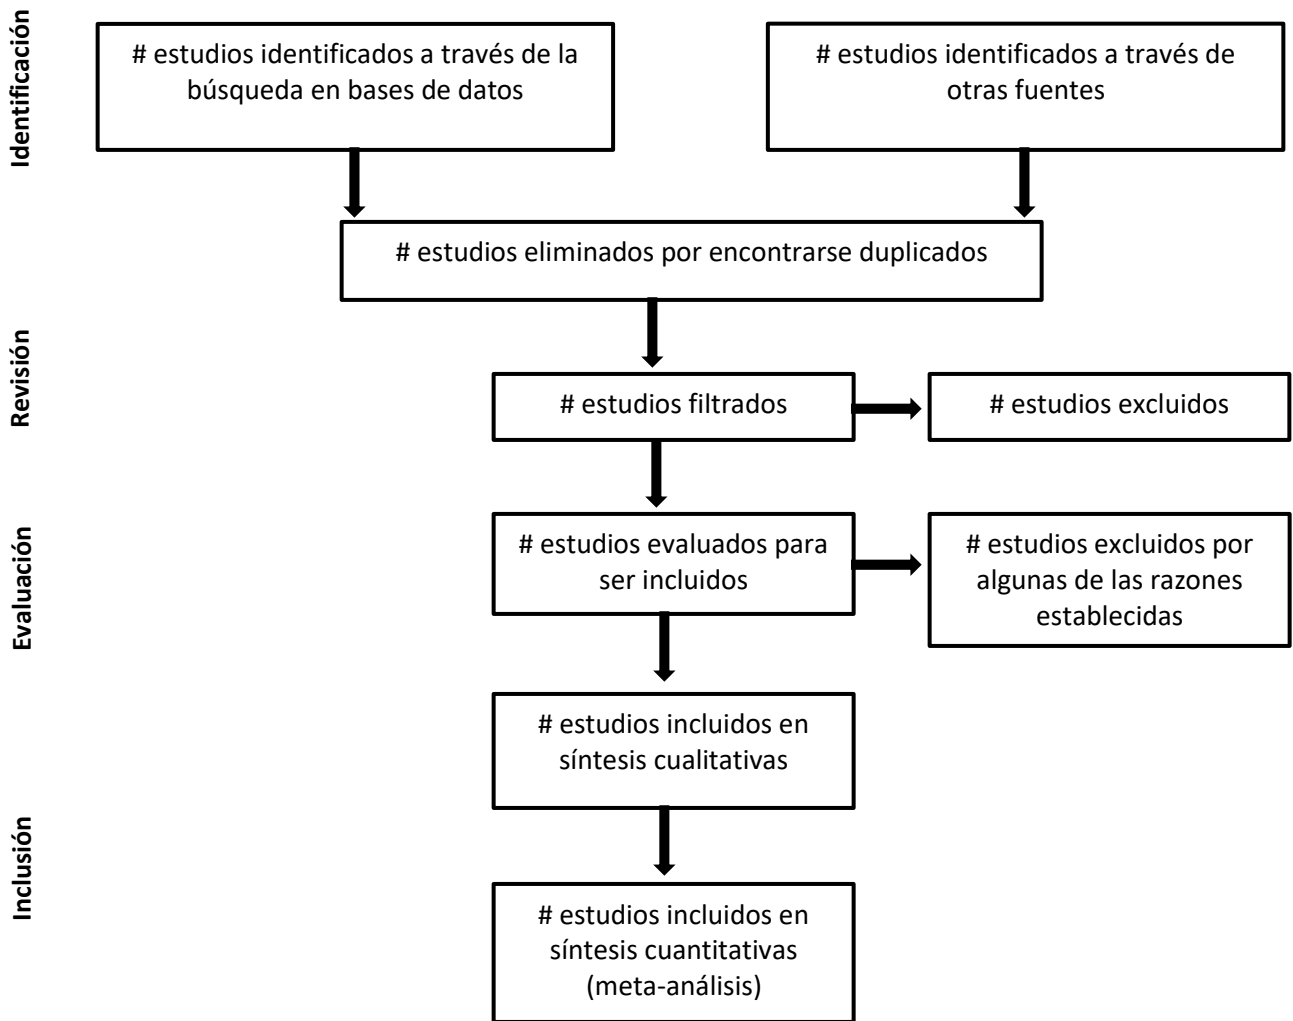 Identificación
# estudios identificados a través de la
búsqueda en bases de datos
# estudios identificados a través de
otras fuentes
# estudios eliminados por encontrarse duplicados
Revisión
# estudios filtrados
# estudios excluidos
Evaluación
# estudios evaluados para
ser incluidos
# estudios excluidos por
algunas de las razones
establecidas
# estudios incluidos en
síntesis cualitativas
Inclusión
# estudios incluidos en
síntesis cuantitativas
(meta-análisis)